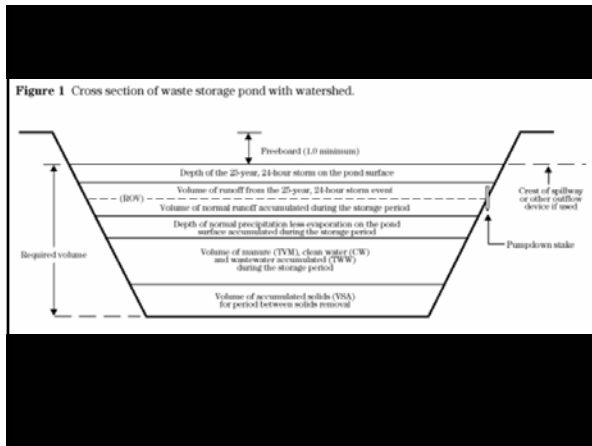 Figure 1 Cross section of waste storage pond with watershed.
Freeboard (1.0 minimum)
Depth of the 25-year, 24-hour storm on the pond surface
Volume of runoff from the 25-year, 24-hour storm event
(ROV)
Volume of normal runoff accumulated during the storage period
Crest of spillway
or other outflow
device if used
Depth of normal precipitation less evaporation on the pond
surface accumulated during the storage period
Pumpdown stake
Required volume
Volume of manure (TVM), clean water (CW)
and wastewater accumulated (TWW)
during the storage period
Volume of accumulated solids (VSA)
for period between solids removal